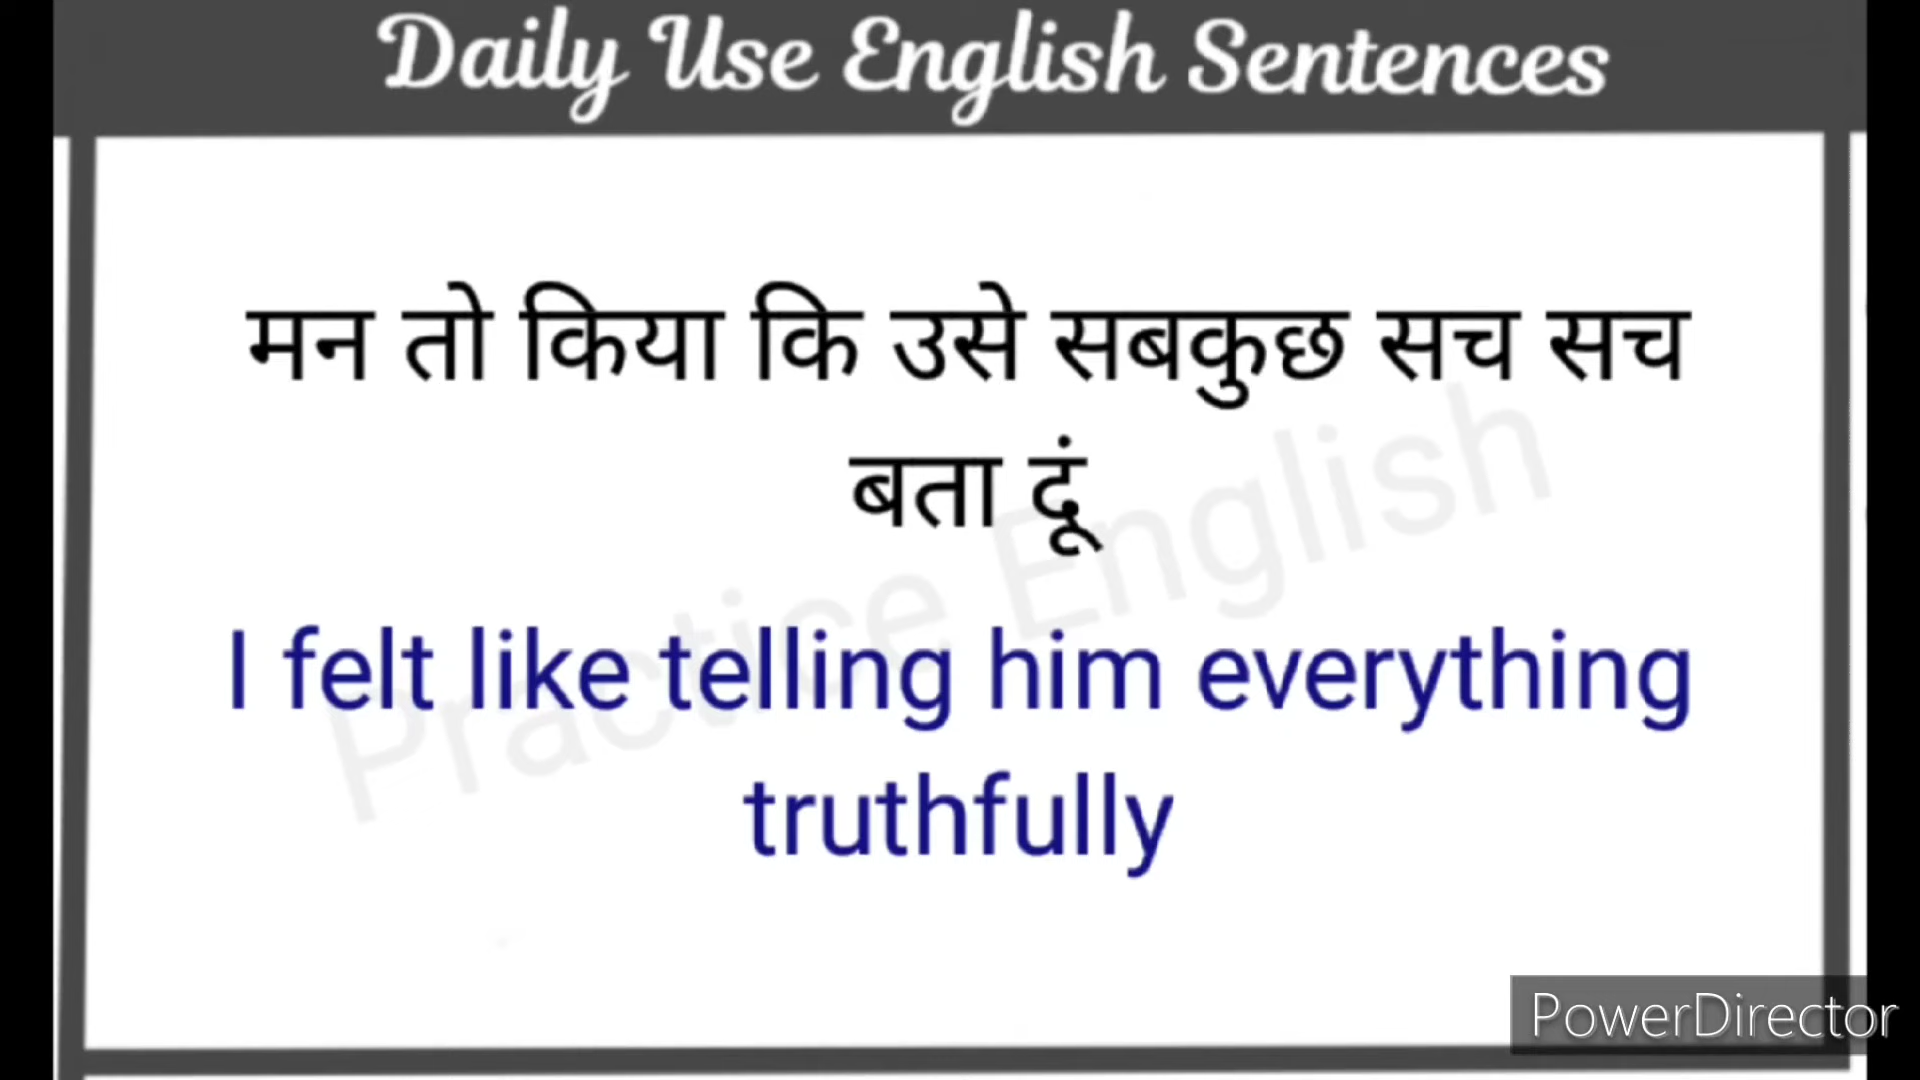 Daily Use English Sentences
मन तो किया कि उसे सबकुछ सच सच
बता दूं
I felt like telling him everything
truthfully
Practice English
PowerDirector